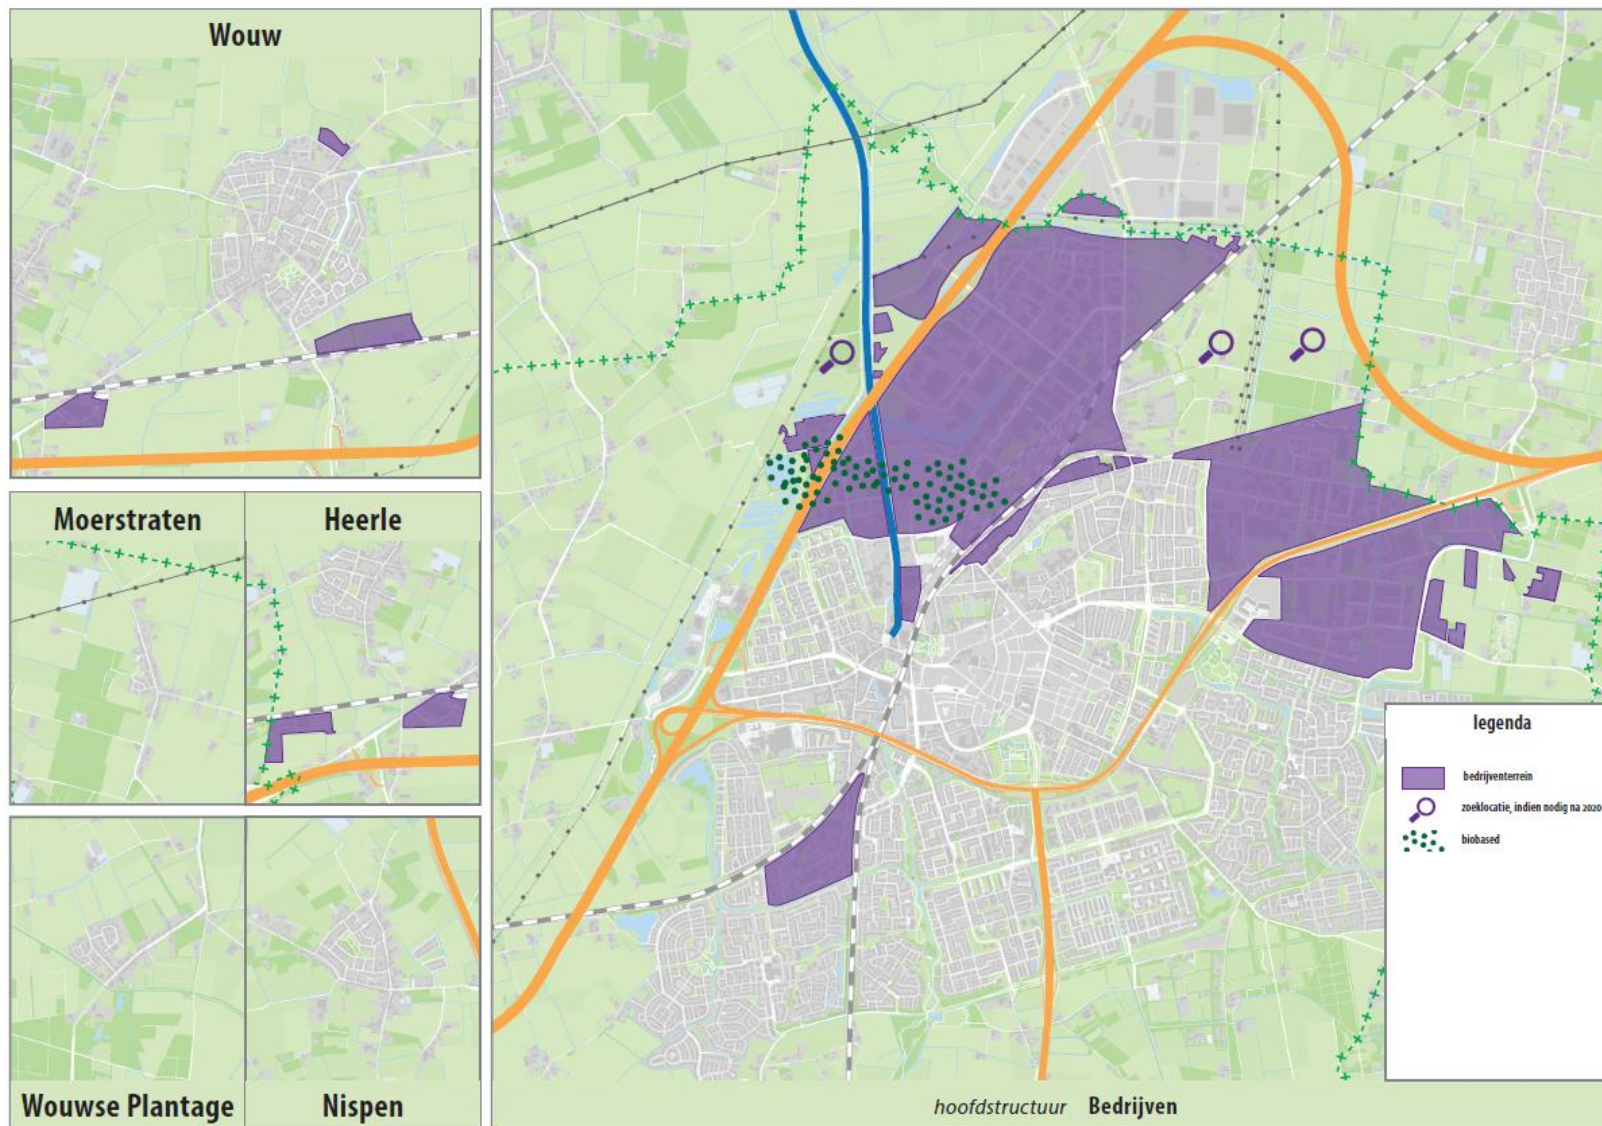 Wouw
Moerstraten
Heerle
Wouwse Plantage
Nispen
legenda
bedrijventerrein
zoeklocatie, indien nodig na 2020
biobased
hoofdstructuur Bedrijven